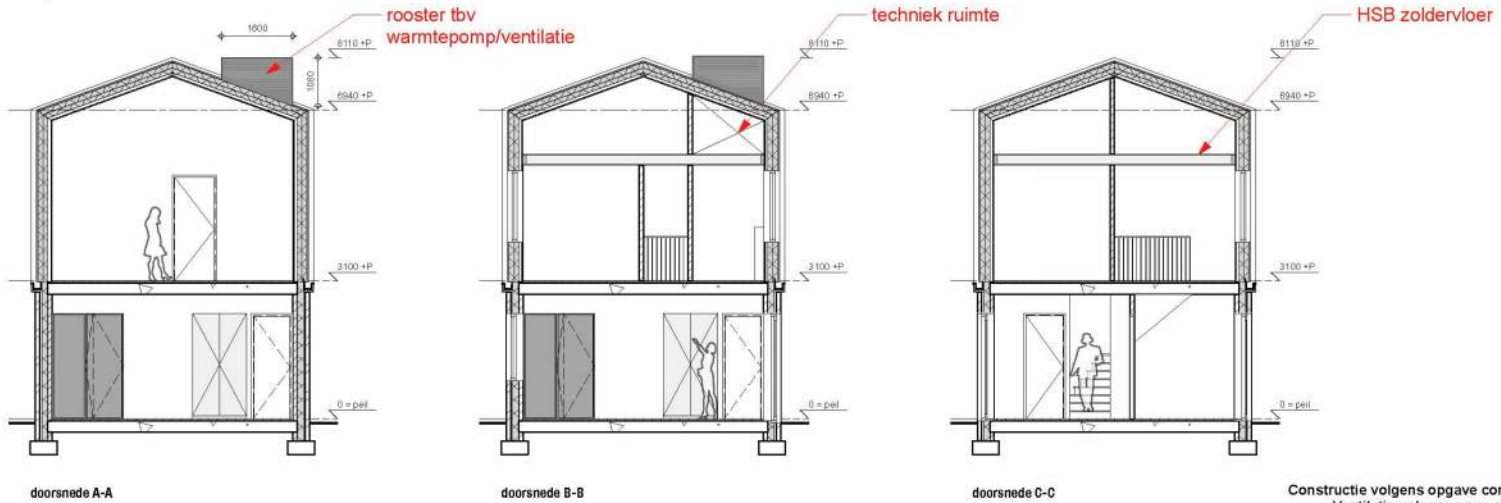 rooster tbv
warmtepomp/ventilatie
techniek ruimte
HSB zoldervloer
1600
1080
8110 +P
6940 +P
3100 +P
0 = peil
8110 +P
6940 +P
3100 +P
0 = peil
8110 +P
6940 +P
3100 +P
0 = peil
doorsnede A-A
doorsnede B-B
doorsnede C-C
Constructie volgens opgave con